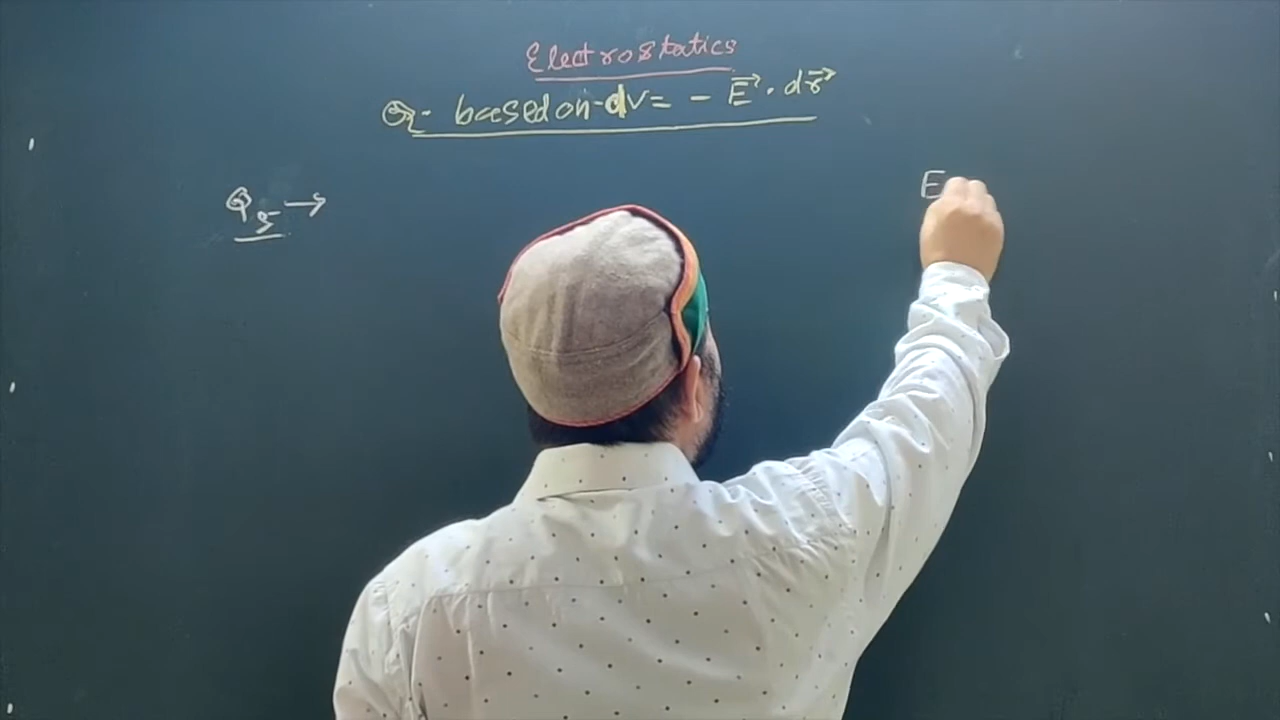 Electrostatics
Q- based on - dV = - E⃗ . dr⃗
Q5 →
E